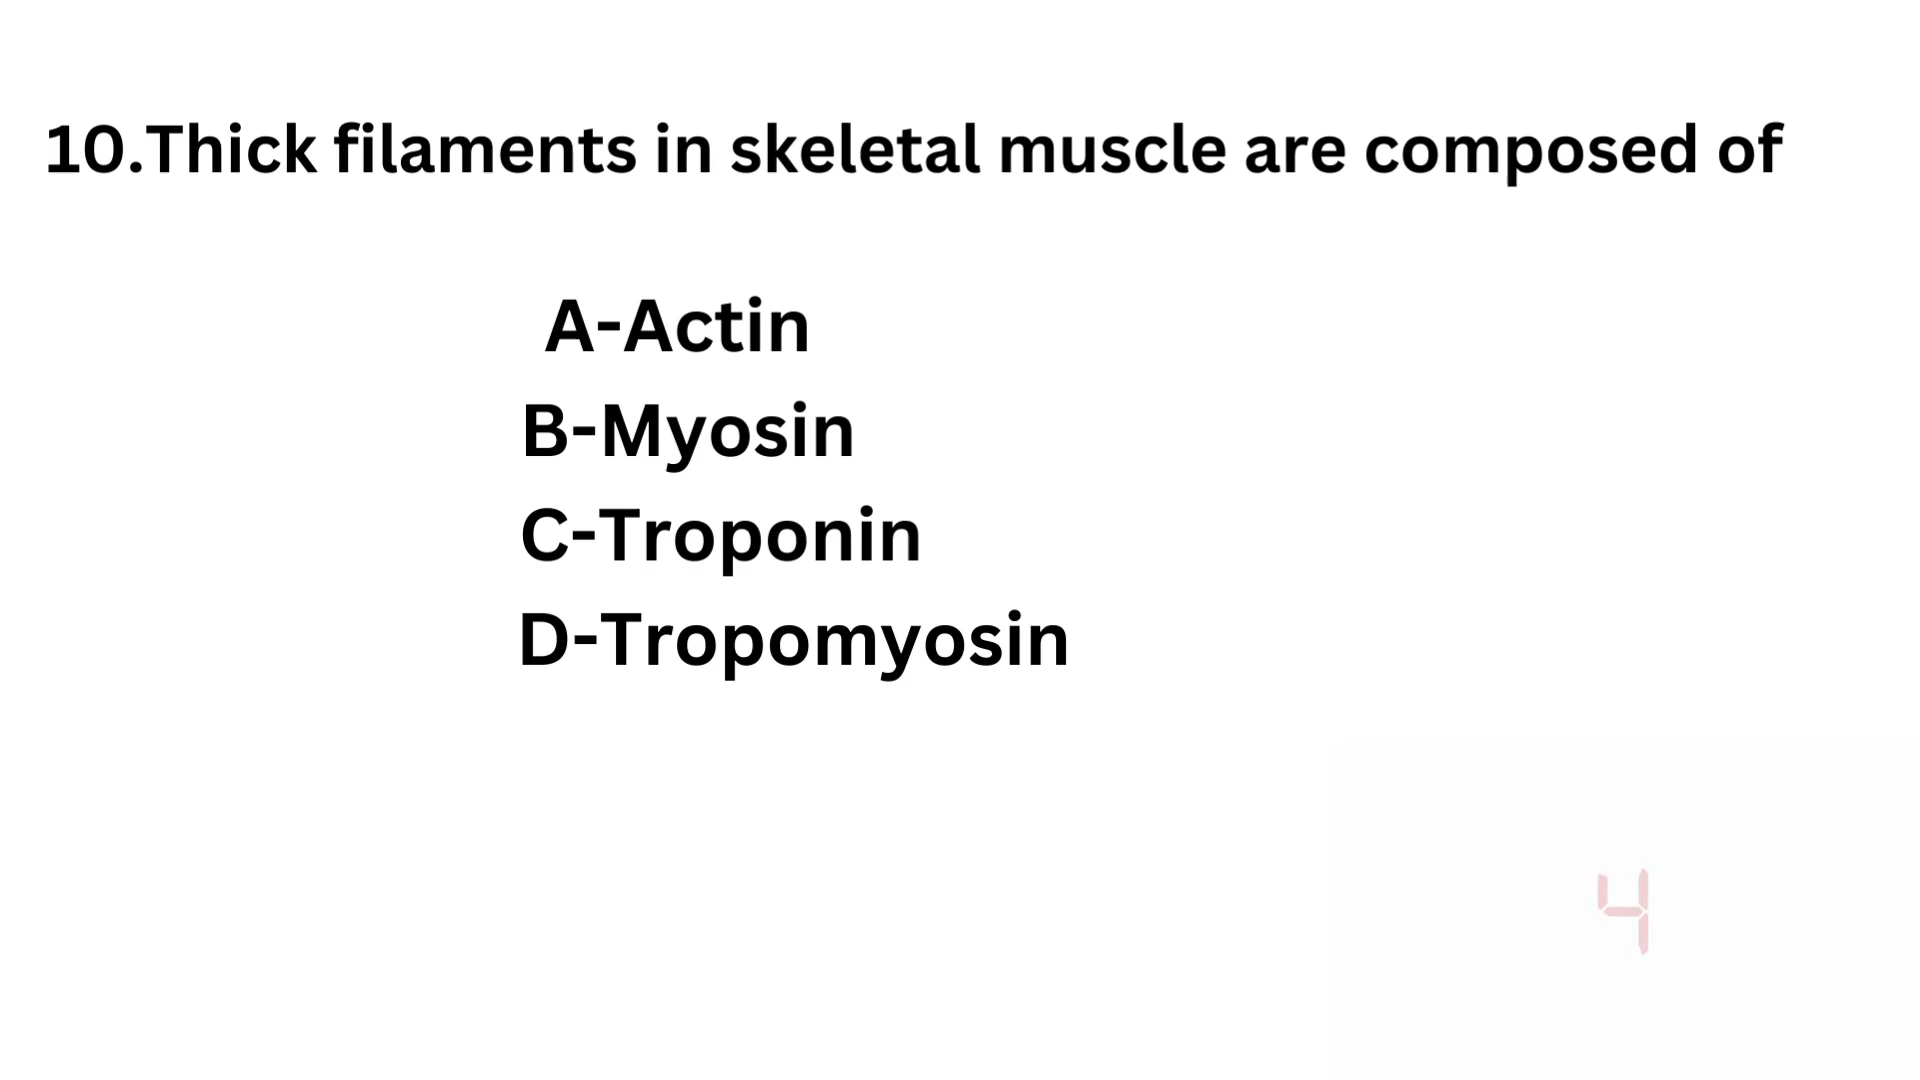 10.Thick filaments in skeletal muscle are composed of
A-Actin
B-Myosin
C-Troponin
D-Tropomyosin
4